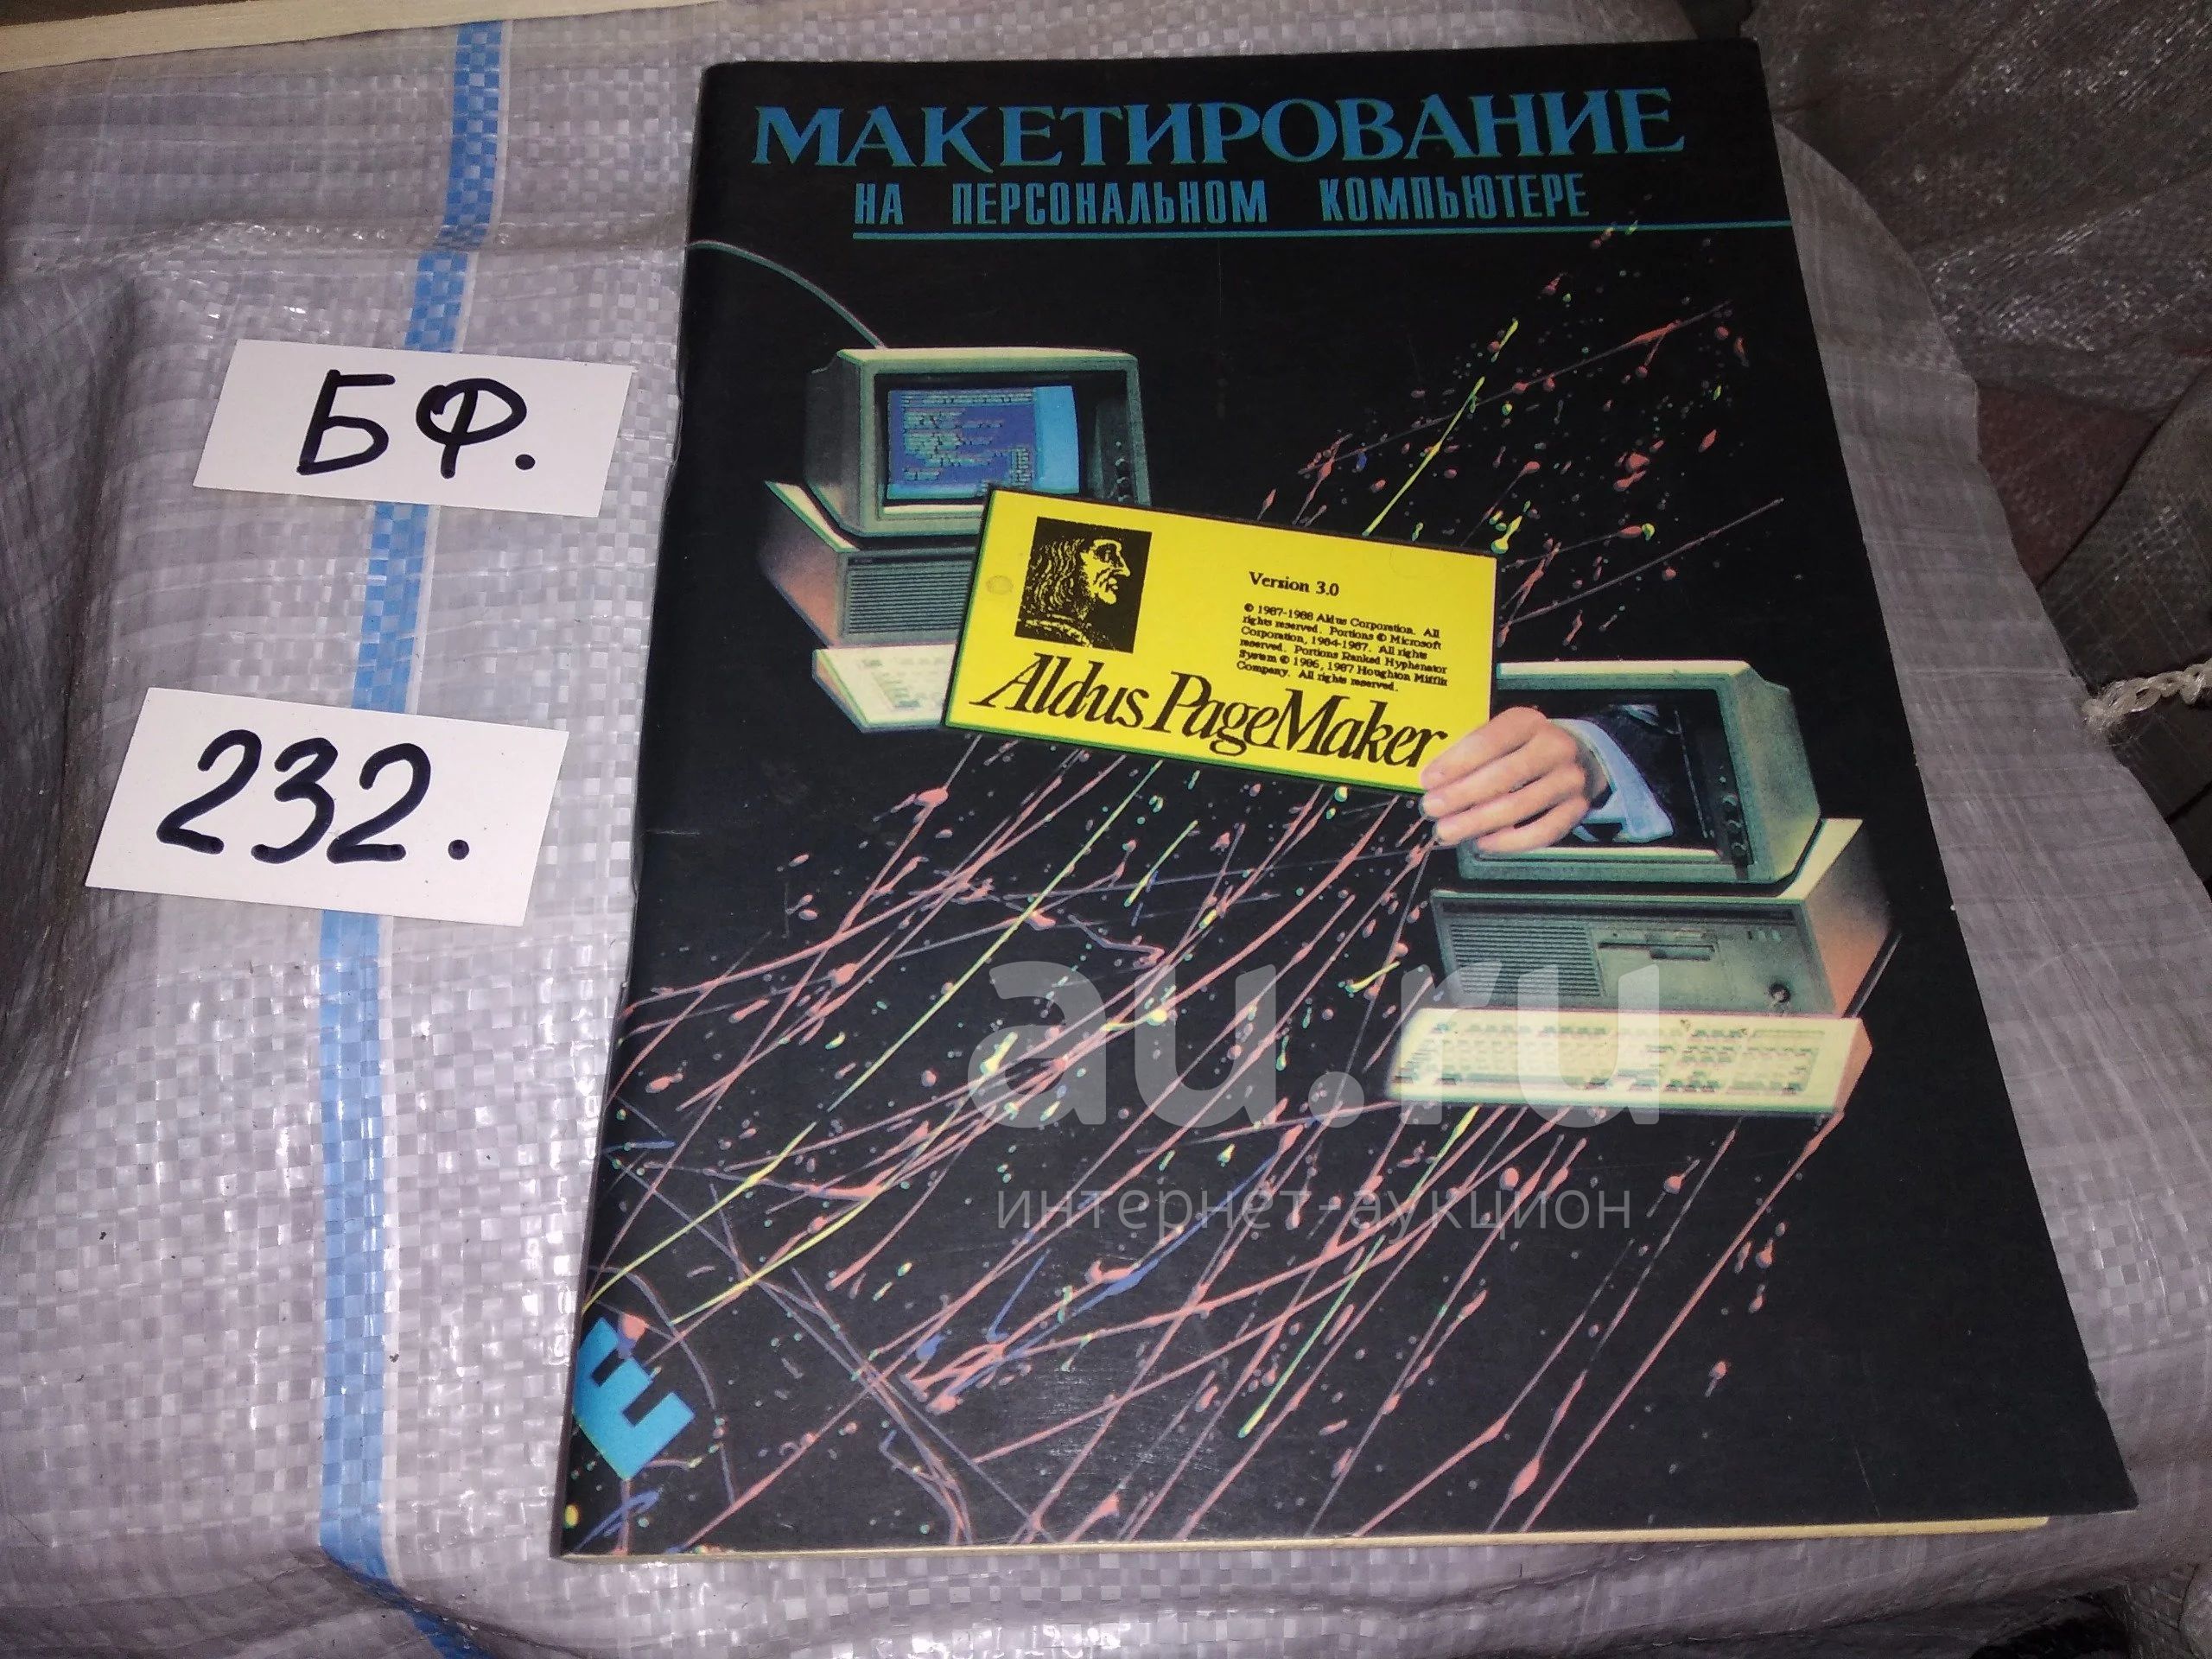 МАКЕТИРОВАНИЕ
НА ПЕРСОНАЛЬНОМ КОМПЬЮТЕРЕ
БФ.
232.
Version 3.0
© 1987-1988 Aldus Corporation. All
rights reserved. Portions © Microsoft
Corporation, 1984-1987. All rights
reserved. Portions Ranked Hyphenator
System © 1986, 1987 Houghton Mifflin
Company. All rights reserved.
Aldus PageMaker
au.ru
интернет-аукцион